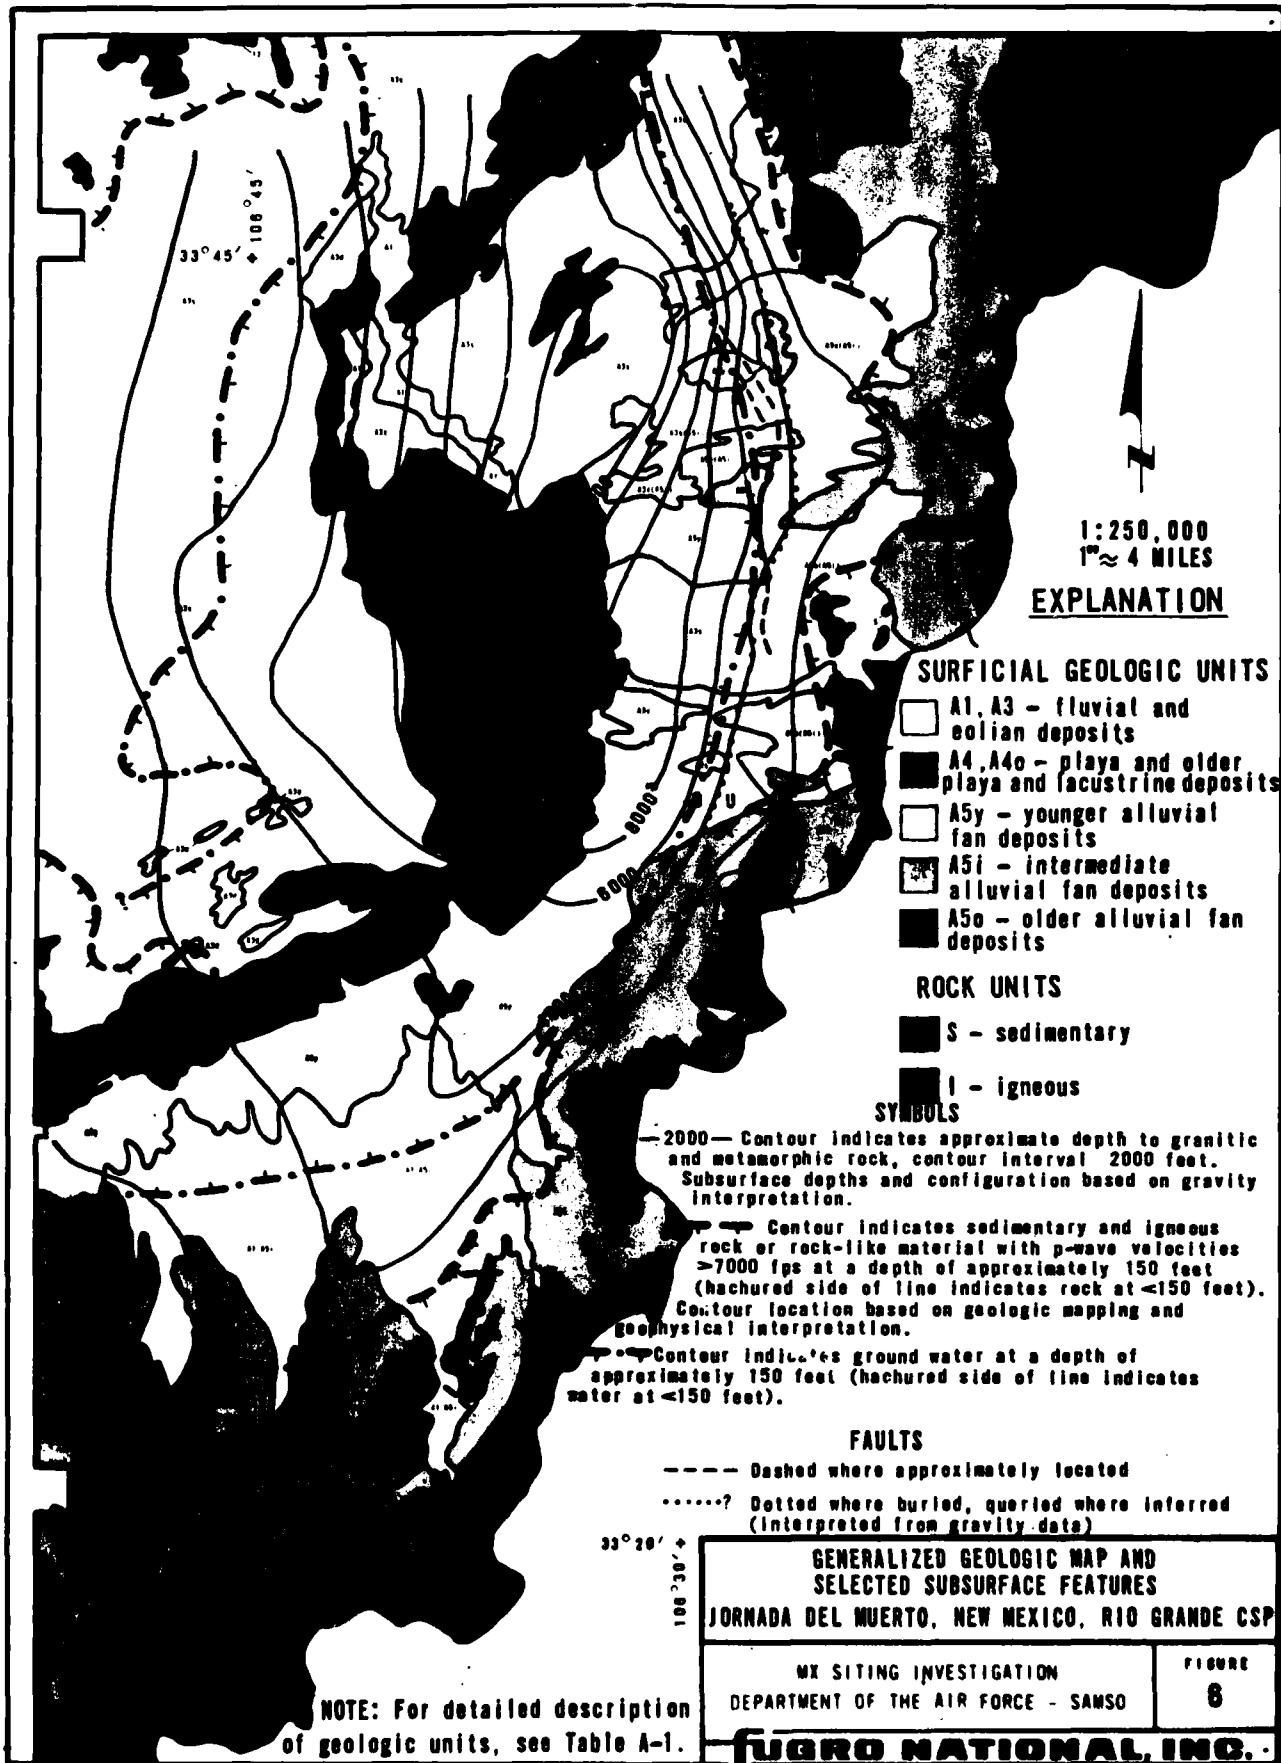 33°45′ + 106°45′
8000
6000
U
1:250,000
1"≈ 4 MILES
EXPLANATION
SURFICIAL GEOLOGIC UNITS
A1, A3 – fluvial and
eolian deposits
A4, A4o – playa and older
playa and lacustrine deposits
A5y – younger alluvial
fan deposits
A5i – intermediate
alluvial fan deposits
A5o – older alluvial fan
deposits
ROCK UNITS
S – sedimentary
I – igneous
SYMBOLS
—2000— Contour indicates approximate depth to granitic
and metamorphic rock, contour interval 2000 feet.
Subsurface depths and configuration based on gravity
interpretation.
Contour indicates sedimentary and igneous
rock or rock-like material with p-wave velocities
>7000 fps at a depth of approximately 150 feet
(hachured side of line indicates rock at <150 feet).
Contour location based on geologic mapping and
geophysical interpretation.
Contour indicates ground water at a depth of
approximately 150 feet (hachured side of line indicates
water at <150 feet).
FAULTS
---- Dashed where approximately located
······? Dotted where buried, queried where inferred
(interpreted from gravity data)
33°20′ +
106°30′
GENERALIZED GEOLOGIC MAP AND
SELECTED SUBSURFACE FEATURES
JORNADA DEL MUERTO, NEW MEXICO, RIO GRANDE CSP
MX SITING INVESTIGATION
DEPARTMENT OF THE AIR FORCE - SAMSO
FIGURE
6
NOTE: For detailed description
of geologic units, see Table A-1.
FUGRO NATIONAL, INC.